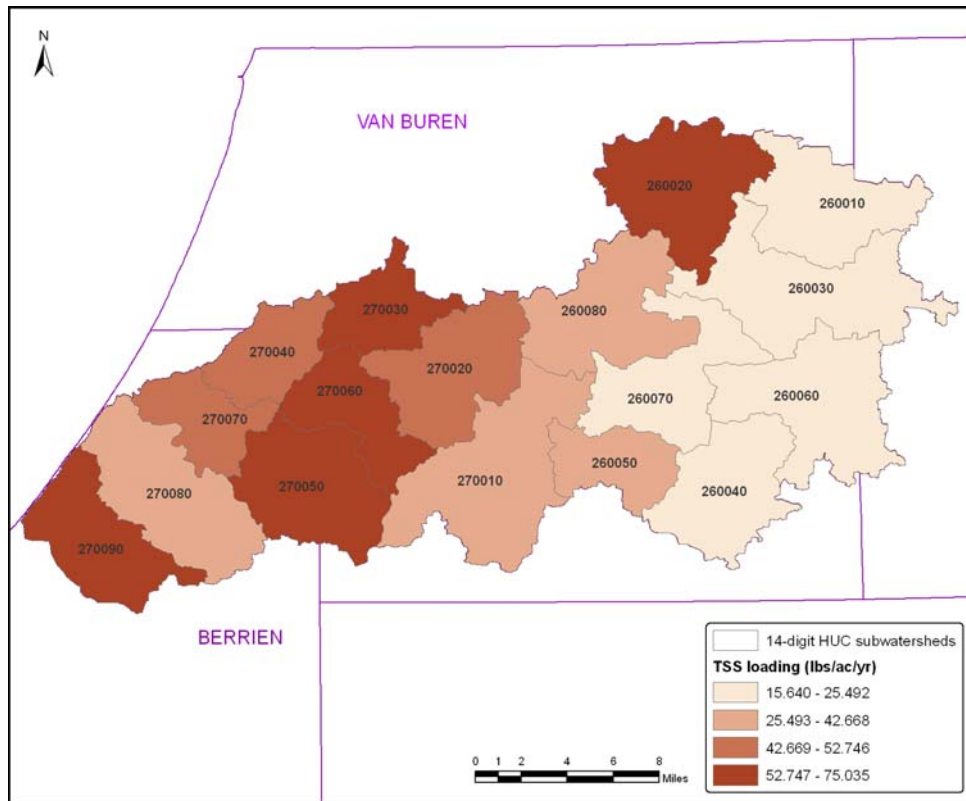 N
VAN BUREN
260020
260010
260030
270030
260080
270040
270020
270060
260070
260060
270070
260050
270010
270050
260040
270080
270090
BERRIEN
14-digit HUC subwatersheds
TSS loading (lbs/ac/yr)
15.640 - 25.492
25.493 - 42.668
42.669 - 52.746
52.747 - 75.035
0 1 2 4 6 8
Miles